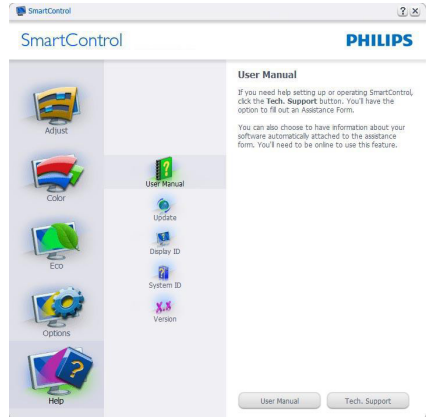 SmartControl
SmartControl
PHILIPS
Adjust
Color
Eco
Options
Help
User Manual
Update
Display ID
System ID
X.X
Version
User Manual
If you need help setting up or operating SmartControl,
click the Tech. Support button. You'll have the
option to fill out an Assistance Form.
You can also choose to have information about your
software automatically attached to the assistance
form. You'll need to be online to use this feature.
User Manual
Tech. Support